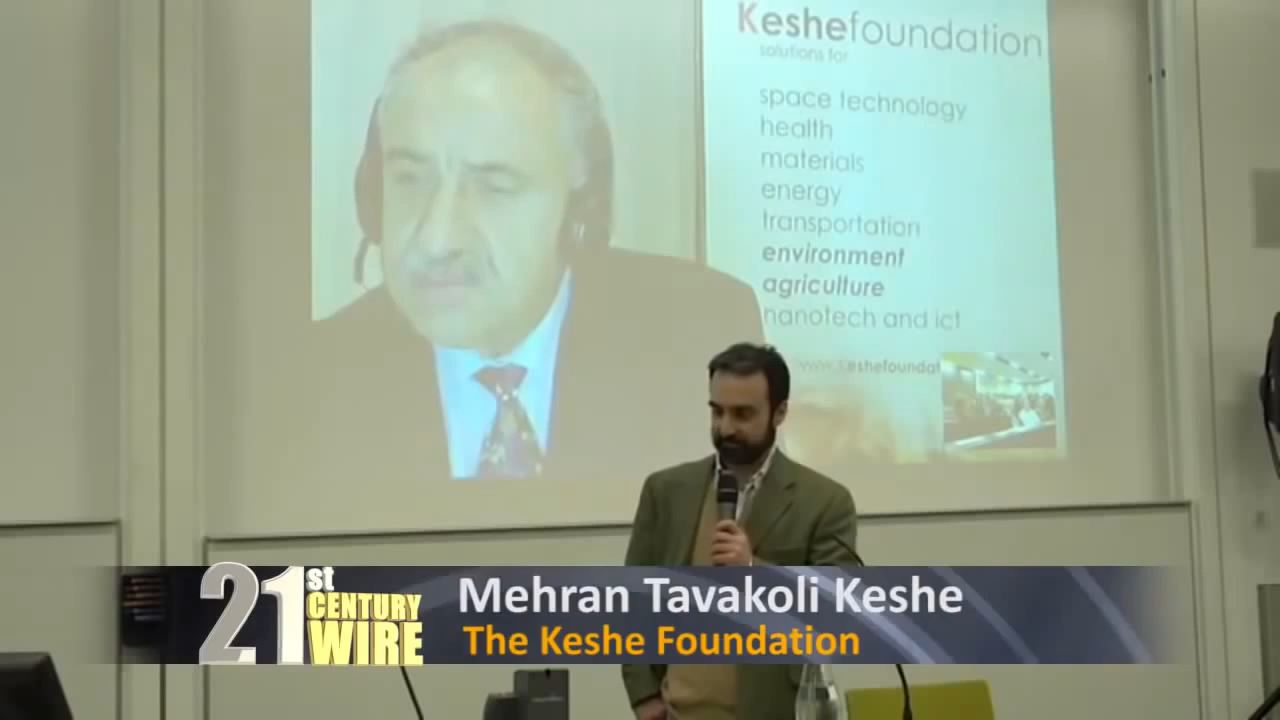 Keshefoundation
solutions for
space technology
health
materials
energy
transportation
environment
agriculture
nanotech and ict
21st
CENTURY
WIRE
Mehran Tavakoli Keshe
The Keshe Foundation